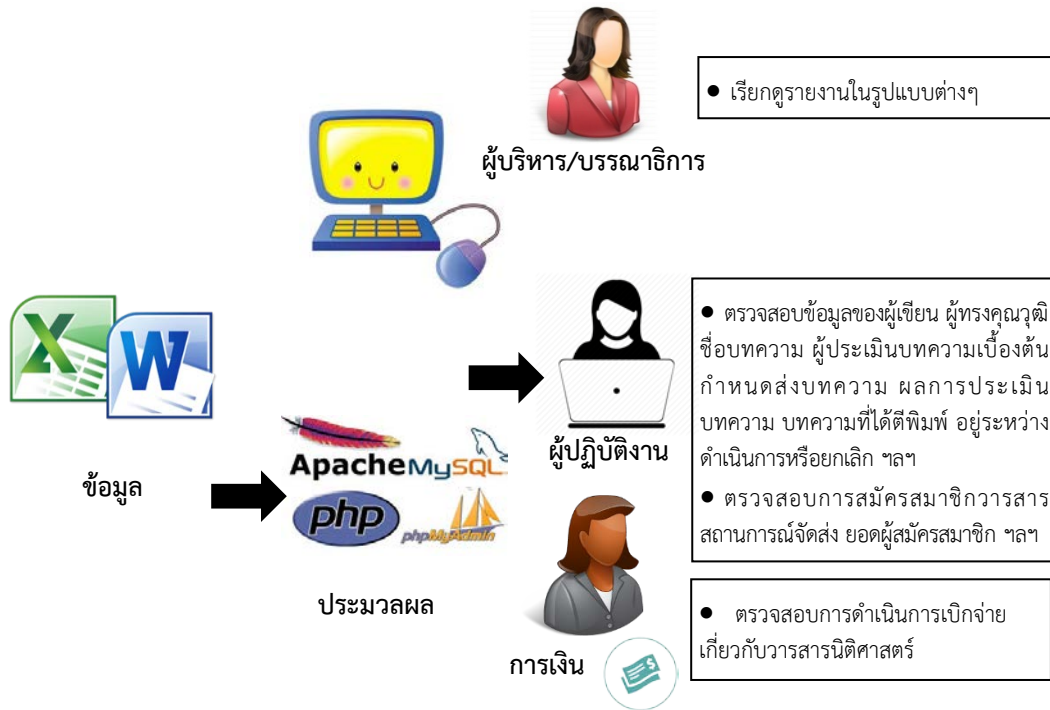 ผู้บริหาร/บรรณาธิการ
● เรียกดูรายงานในรูปแบบต่างๆ
X
W
ข้อมูล
Apache
MySQL
php
phpMyAdmin
ประมวลผล
ผู้ปฏิบัติงาน
● ตรวจสอบข้อมูลของผู้เขียน ผู้ทรงคุณวุฒิ
ชื่อบทความ ผู้ประเมินบทความเบื้องต้น
กำหนดส่งบทความ ผลการประเมิน
บทความ บทความที่ได้ตีพิมพ์ อยู่ระหว่าง
ดำเนินการหรือยกเลิก ฯลฯ
● ตรวจสอบการสมัครสมาชิกวารสาร
สถานการณ์จัดส่ง ยอดผู้สมัครสมาชิก ฯลฯ
การเงิน
$
● ตรวจสอบการดำเนินการเบิกจ่าย
เกี่ยวกับวารสารนิติศาสตร์